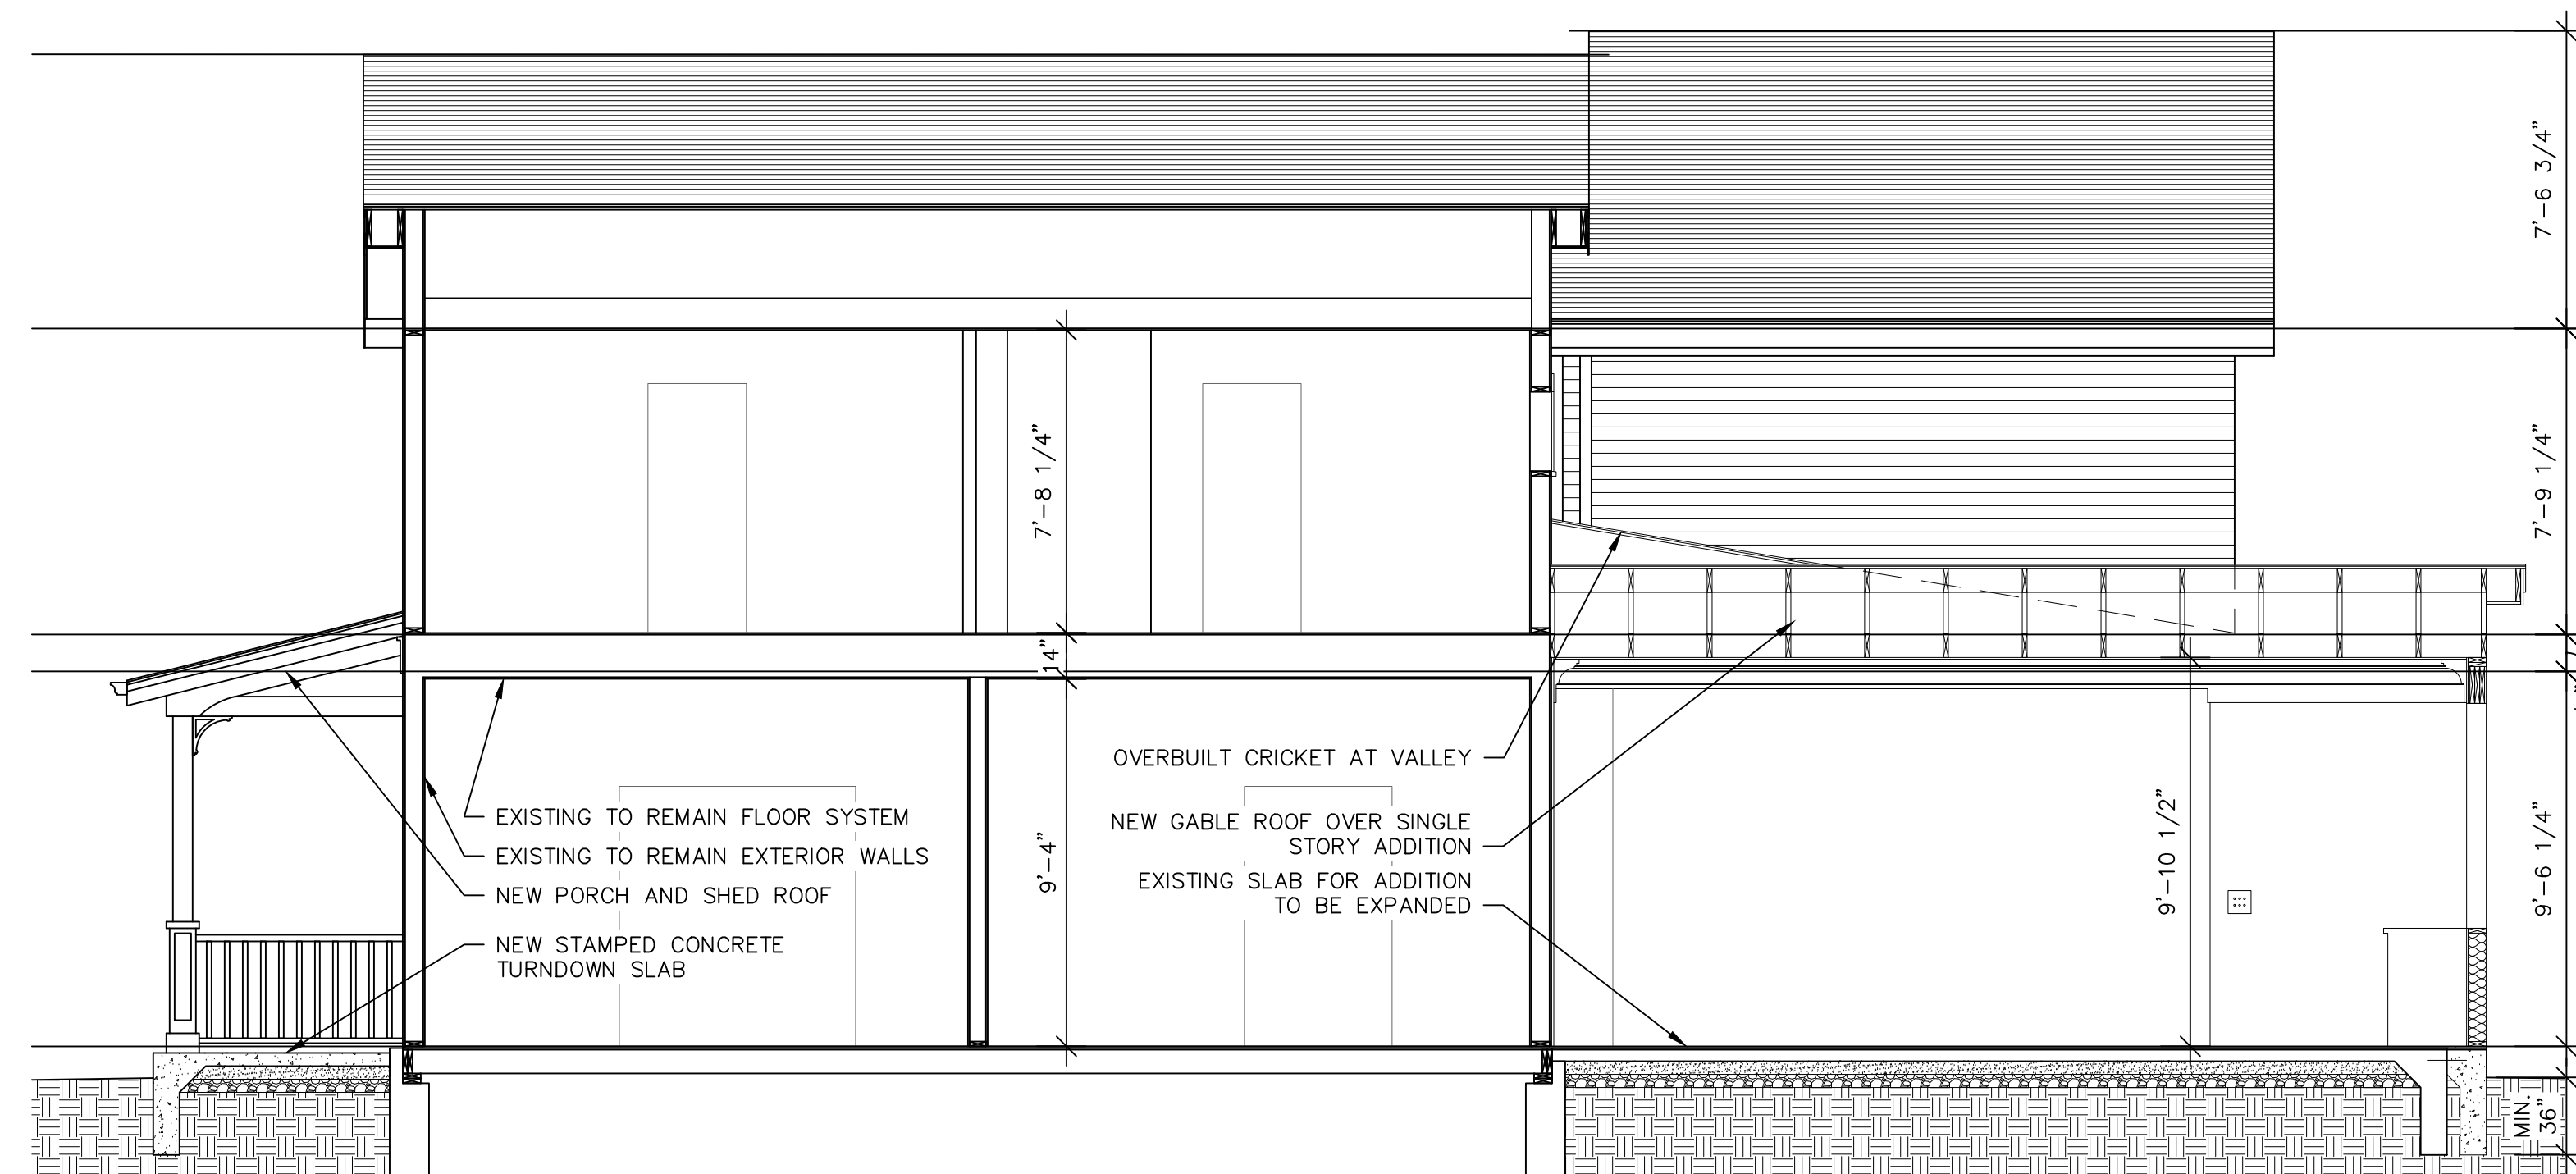 7'-6 3/4"
7'-8 1/4"
7'-9 1/4"
14"
OVERBUILT CRICKET AT VALLEY
NEW GABLE ROOF OVER SINGLE
STORY ADDITION
EXISTING SLAB FOR ADDITION
TO BE EXPANDED
EXISTING TO REMAIN FLOOR SYSTEM
EXISTING TO REMAIN EXTERIOR WALLS
NEW PORCH AND SHED ROOF
NEW STAMPED CONCRETE
TURNDOWN SLAB
9'-4"
9'-10 1/2"
9'-6 1/4"
MIN.
36"